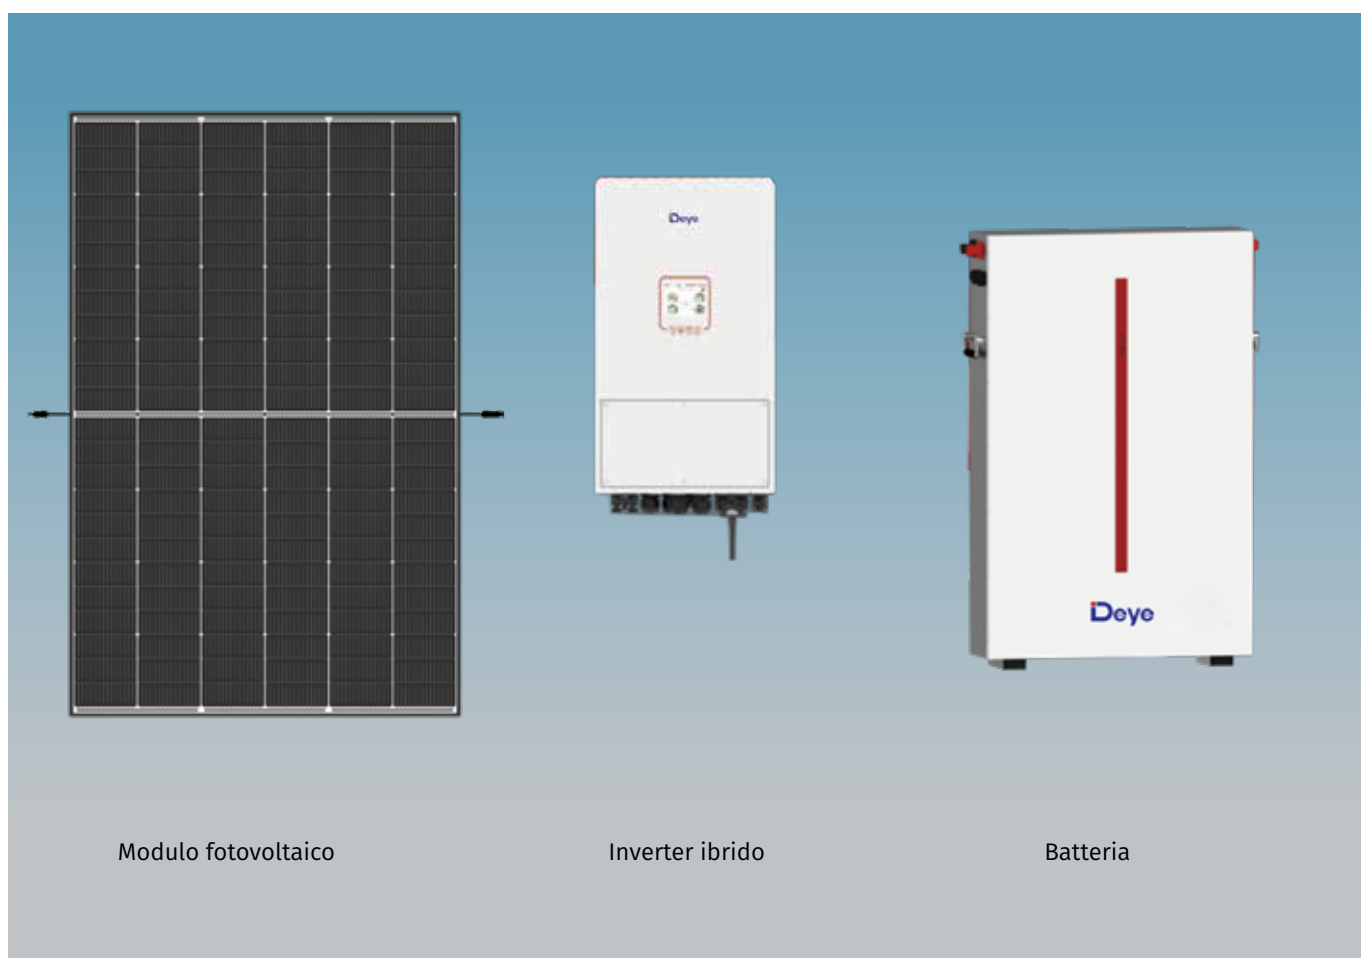 Deye
Deye
Modulo fotovoltaico
Inverter ibrido
Batteria